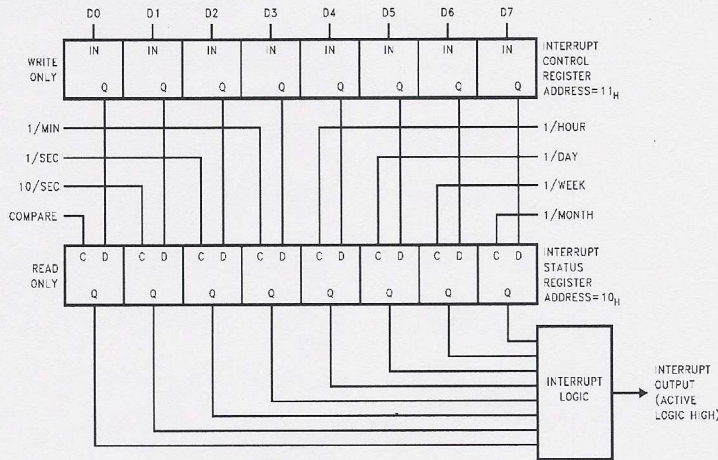 D0 D1 D2 D3 D4 D5 D6 D7
IN IN IN IN IN IN IN IN
WRITE
ONLY
INTERRUPT
CONTROL
REGISTER
ADDRESS=11H
Q Q Q Q Q Q Q Q
1/MIN
1/HOUR
1/SEC
1/DAY
10/SEC
1/WEEK
COMPARE
1/MONTH
C D C D C D C D C D C D C D C D
READ
ONLY
INTERRUPT
STATUS
REGISTER
ADDRESS=10H
Q Q Q Q Q Q Q Q
INTERRUPT
LOGIC
INTERRUPT
OUTPUT
(ACTIVE
LOGIC HIGH)